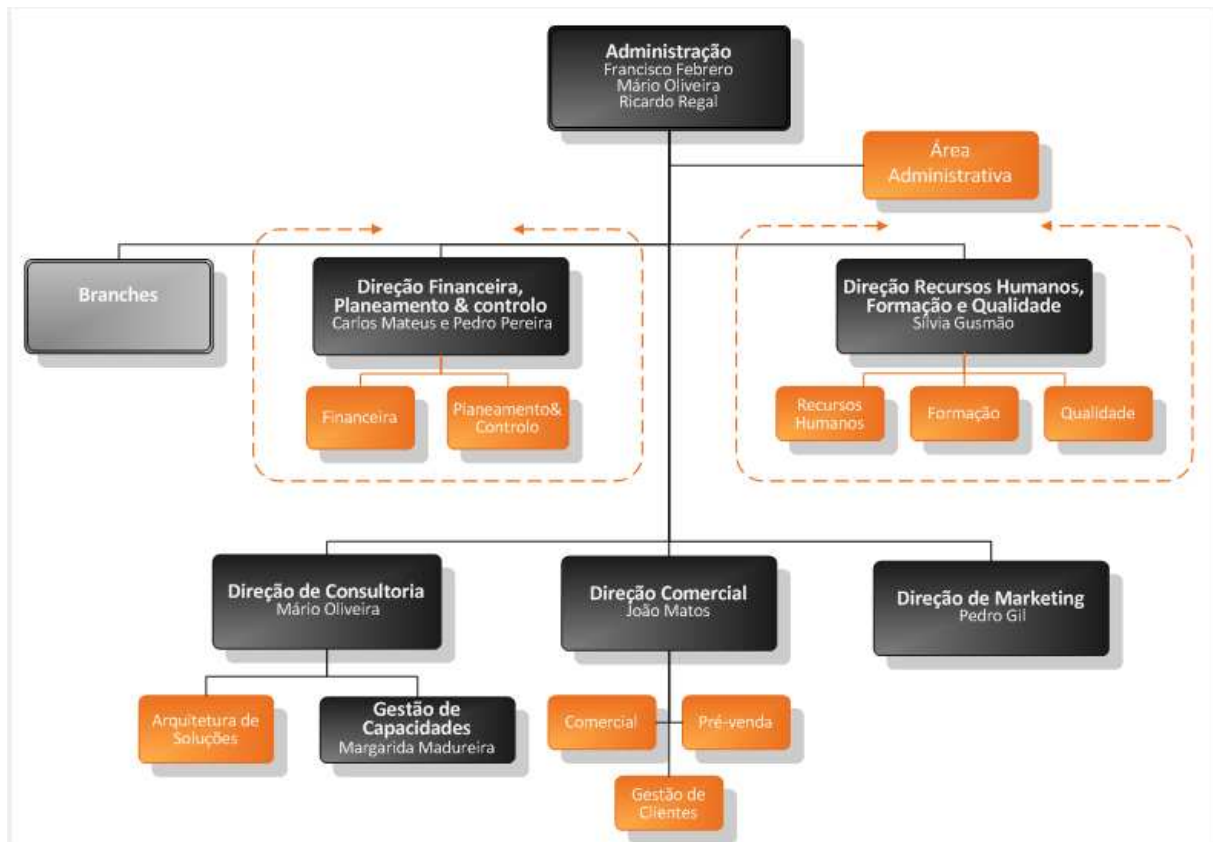 Administração
Francisco Febrero
Mário Oliveira
Ricardo Regal
Área
Administrativa
Branches
Direção Financeira,
Planeamento & controlo
Carlos Mateus e Pedro Pereira
Direção Recursos Humanos,
Formação e Qualidade
Sílvia Gusmão
Financeira
Planeamento&
Controlo
Recursos
Humanos
Formação
Qualidade
Direção de Consultoria
Mário Oliveira
Direção Comercial
João Matos
Direção de Marketing
Pedro Gil
Arquitetura de
Soluções
Gestão de
Capacidades
Margarida Madureira
Comercial
Pré-venda
Gestão de
Clientes